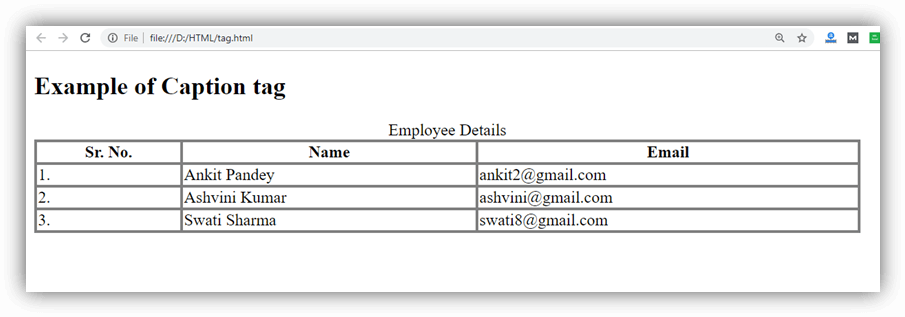 File file:///D:/HTML/tag.html
Example of Caption tag
Employee Details
Sr. No. Name Email
1. Ankit Pandey ankit2@gmail.com
2. Ashvini Kumar ashvini@gmail.com
3. Swati Sharma swati8@gmail.com